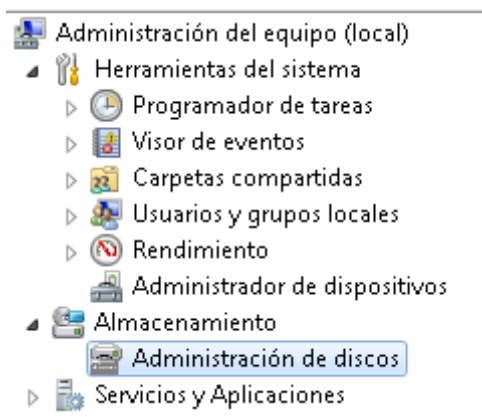 Administración del equipo (local)
Herramientas del sistema
Programador de tareas
Visor de eventos
Carpetas compartidas
Usuarios y grupos locales
Rendimiento
Administrador de dispositivos
Almacenamiento
Administración de discos
Servicios y Aplicaciones